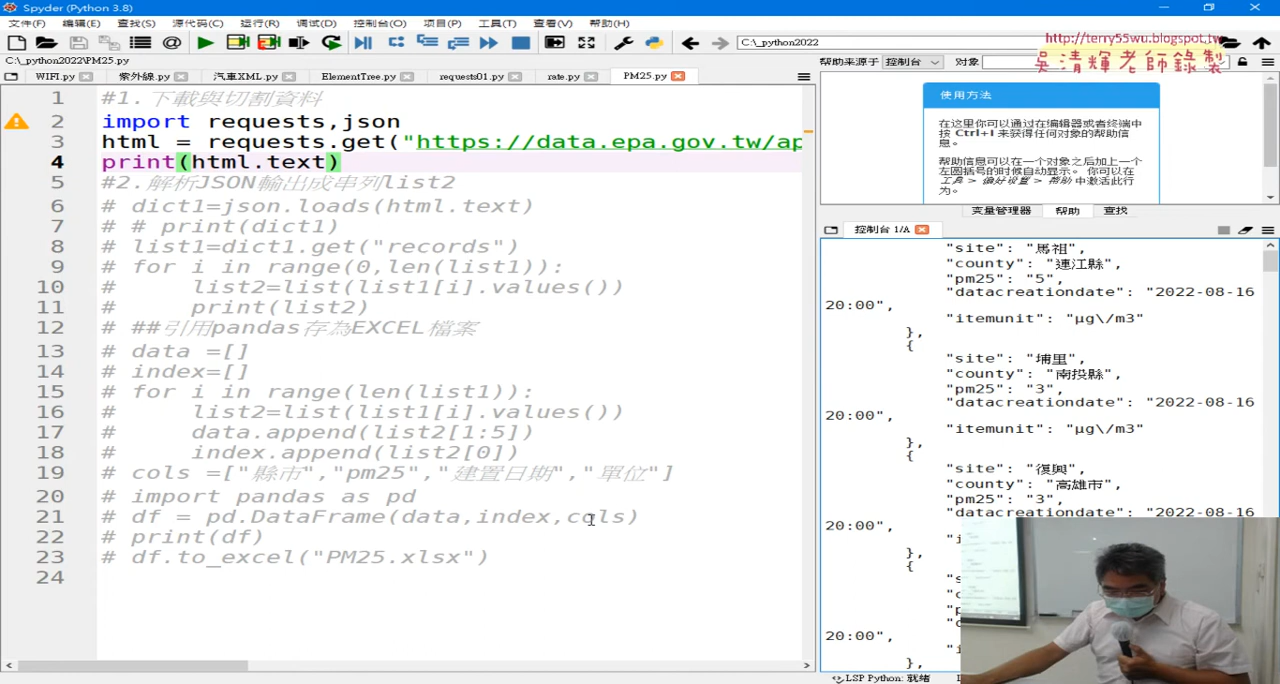 Spyder (Python 3.8)
文件(F) 编辑(E) 查找(S) 源代码(C) 运行(R) 调试(D) 控制台(O) 项目(P) 工具(T) 查看(V) 帮助(H)
C:\_python2022
http://terry55wu.blogspot.tw
吳清輝老師錄製
C:\_python2022\PM25.py
WIFI.py 紫外線.py 汽車XML.py ElementTree.py requests01.py rate.py PM25.py
帮助来源于 控制台 对象
1 #1.下載與切割資料
2 import requests,json
3 html = requests.get("https://data.epa.gov.tw/ap
4 print(html.text)
5 #2.解析JSON輸出成串列list2
6 # dict1=json.loads(html.text)
7 # # print(dict1)
8 # list1=dict1.get("records")
9 # for i in range(0,len(list1)):
10 #     list2=list(list1[i].values())
11 #     print(list2)
12 # ##引用pandas存為EXCEL檔案
13 # data =[]
14 # index=[]
15 # for i in range(len(list1)):
16 #     list2=list(list1[i].values())
17 #     data.append(list2[1:5])
18 #     index.append(list2[0])
19 # cols =["縣市","pm25","建置日期","單位"]
20 # import pandas as pd
21 # df = pd.DataFrame(data,index,cols)
22 # print(df)
23 # df.to_excel("PM25.xlsx")
24
使用方法
在这里你可以通过在编辑器或者终端中
按 Ctrl+I 来获得任何对象的帮助信
息。
帮助信息可以在一个对象之后加上一个
左圆括号的时候自动显示。 你可以在
工具 > 偏好设置 > 帮助 中激活此行
为。
变量管理器 帮助 查找
控制台 1/A
"site": "馬祖",
"county": "連江縣",
"pm25": "5",
"datacreationdate": "2022-08-16
20:00",
"itemunit": "μg\/m3"
},
{
"site": "埔里",
"county": "南投縣",
"pm25": "3",
"datacreationdate": "2022-08-16
20:00",
"itemunit": "μg\/m3"
},
{
"site": "復興",
"county": "高雄市",
"pm25": "3",
"datacreationdate": "2022-08-16
20:00",
},
{
20:00",
},
LSP Python: 就绪